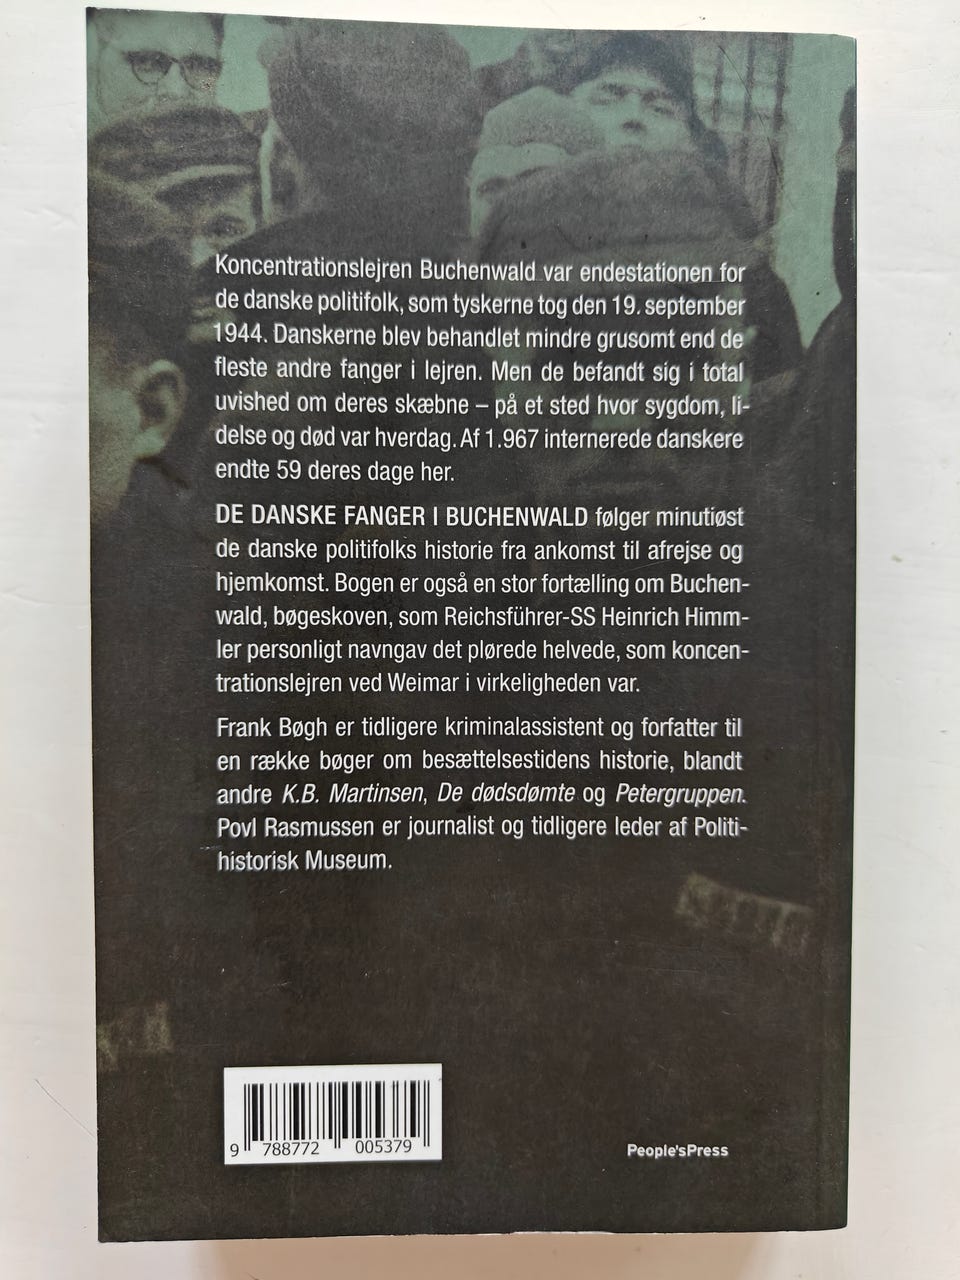 Koncentrationslejren Buchenwald var endestationen for
de danske politifolk, som tyskerne tog den 19. september
1944. Danskerne blev behandlet mindre grusomt end de
fleste andre fanger i lejren. Men de befandt sig i total
uvished om deres skæbne – på et sted hvor sygdom, li-
delse og død var hverdag. Af 1.967 internerede danskere
endte 59 deres dage her.
DE DANSKE FANGER I BUCHENWALD følger minutiøst
de danske politifolks historie fra ankomst til afrejse og
hjemkomst. Bogen er også en stor fortælling om Buchen-
wald, bøgeskoven, som Reichsführer-SS Heinrich Himm-
ler personligt navngav det plørede helvede, som koncen-
trationslejren ved Weimar i virkeligheden var.
Frank Bøgh er tidligere kriminalassistent og forfatter til
en række bøger om besættelsestidens historie, blandt
andre K.B. Martinsen, De dødsdømte og Petergruppen.
Povl Rasmussen er journalist og tidligere leder af Politi-
historisk Museum.
9 788772 005379
People'sPress